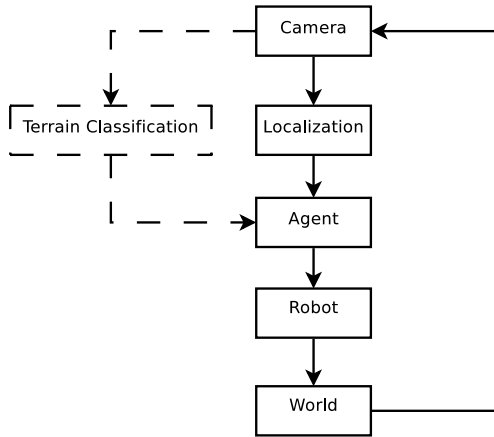 Camera
Terrain Classification
Localization
Agent
Robot
World